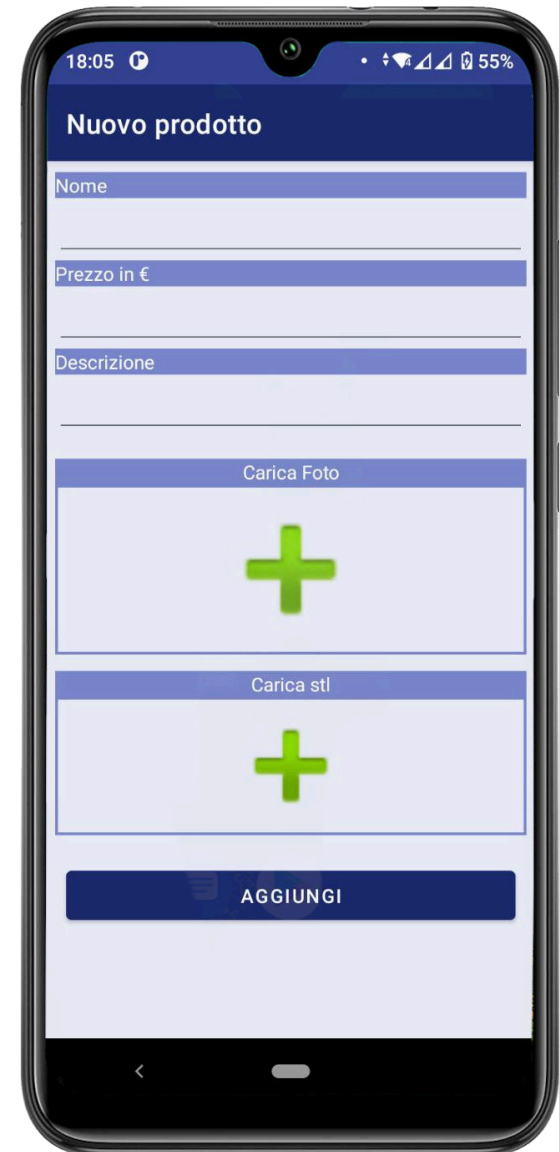 18:05 55%
Nuovo prodotto
Nome
Prezzo in €
Descrizione
Carica Foto
Carica stl
AGGIUNGI